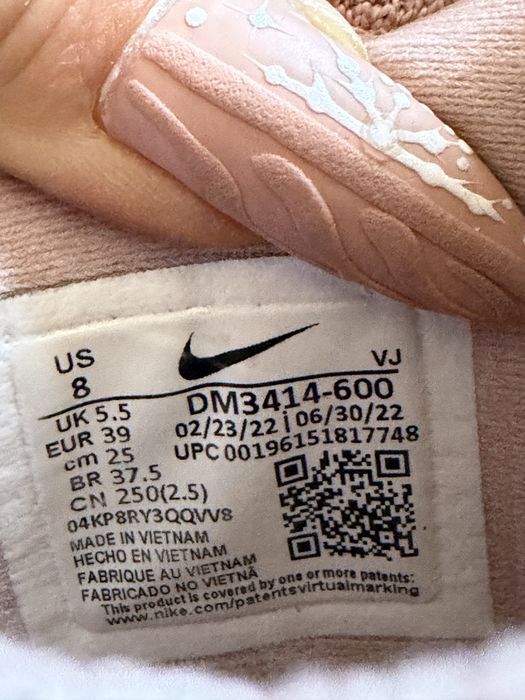 US
8
VJ
DM3414-600
02/23/22 | 06/30/22
UPC 00196151817748
UK 5.5
EUR 39
cm 25
BR 37.5
CN 250(2.5)
04KP8RY3QQVV8
MADE IN VIETNAM
HECHO EN VIETNAM
FABRIQUE AU VIETNAM
FABRICADO NO VIETNÃ
This product is covered by one or more patents:
www.nike.com/patentsvirtualmarking